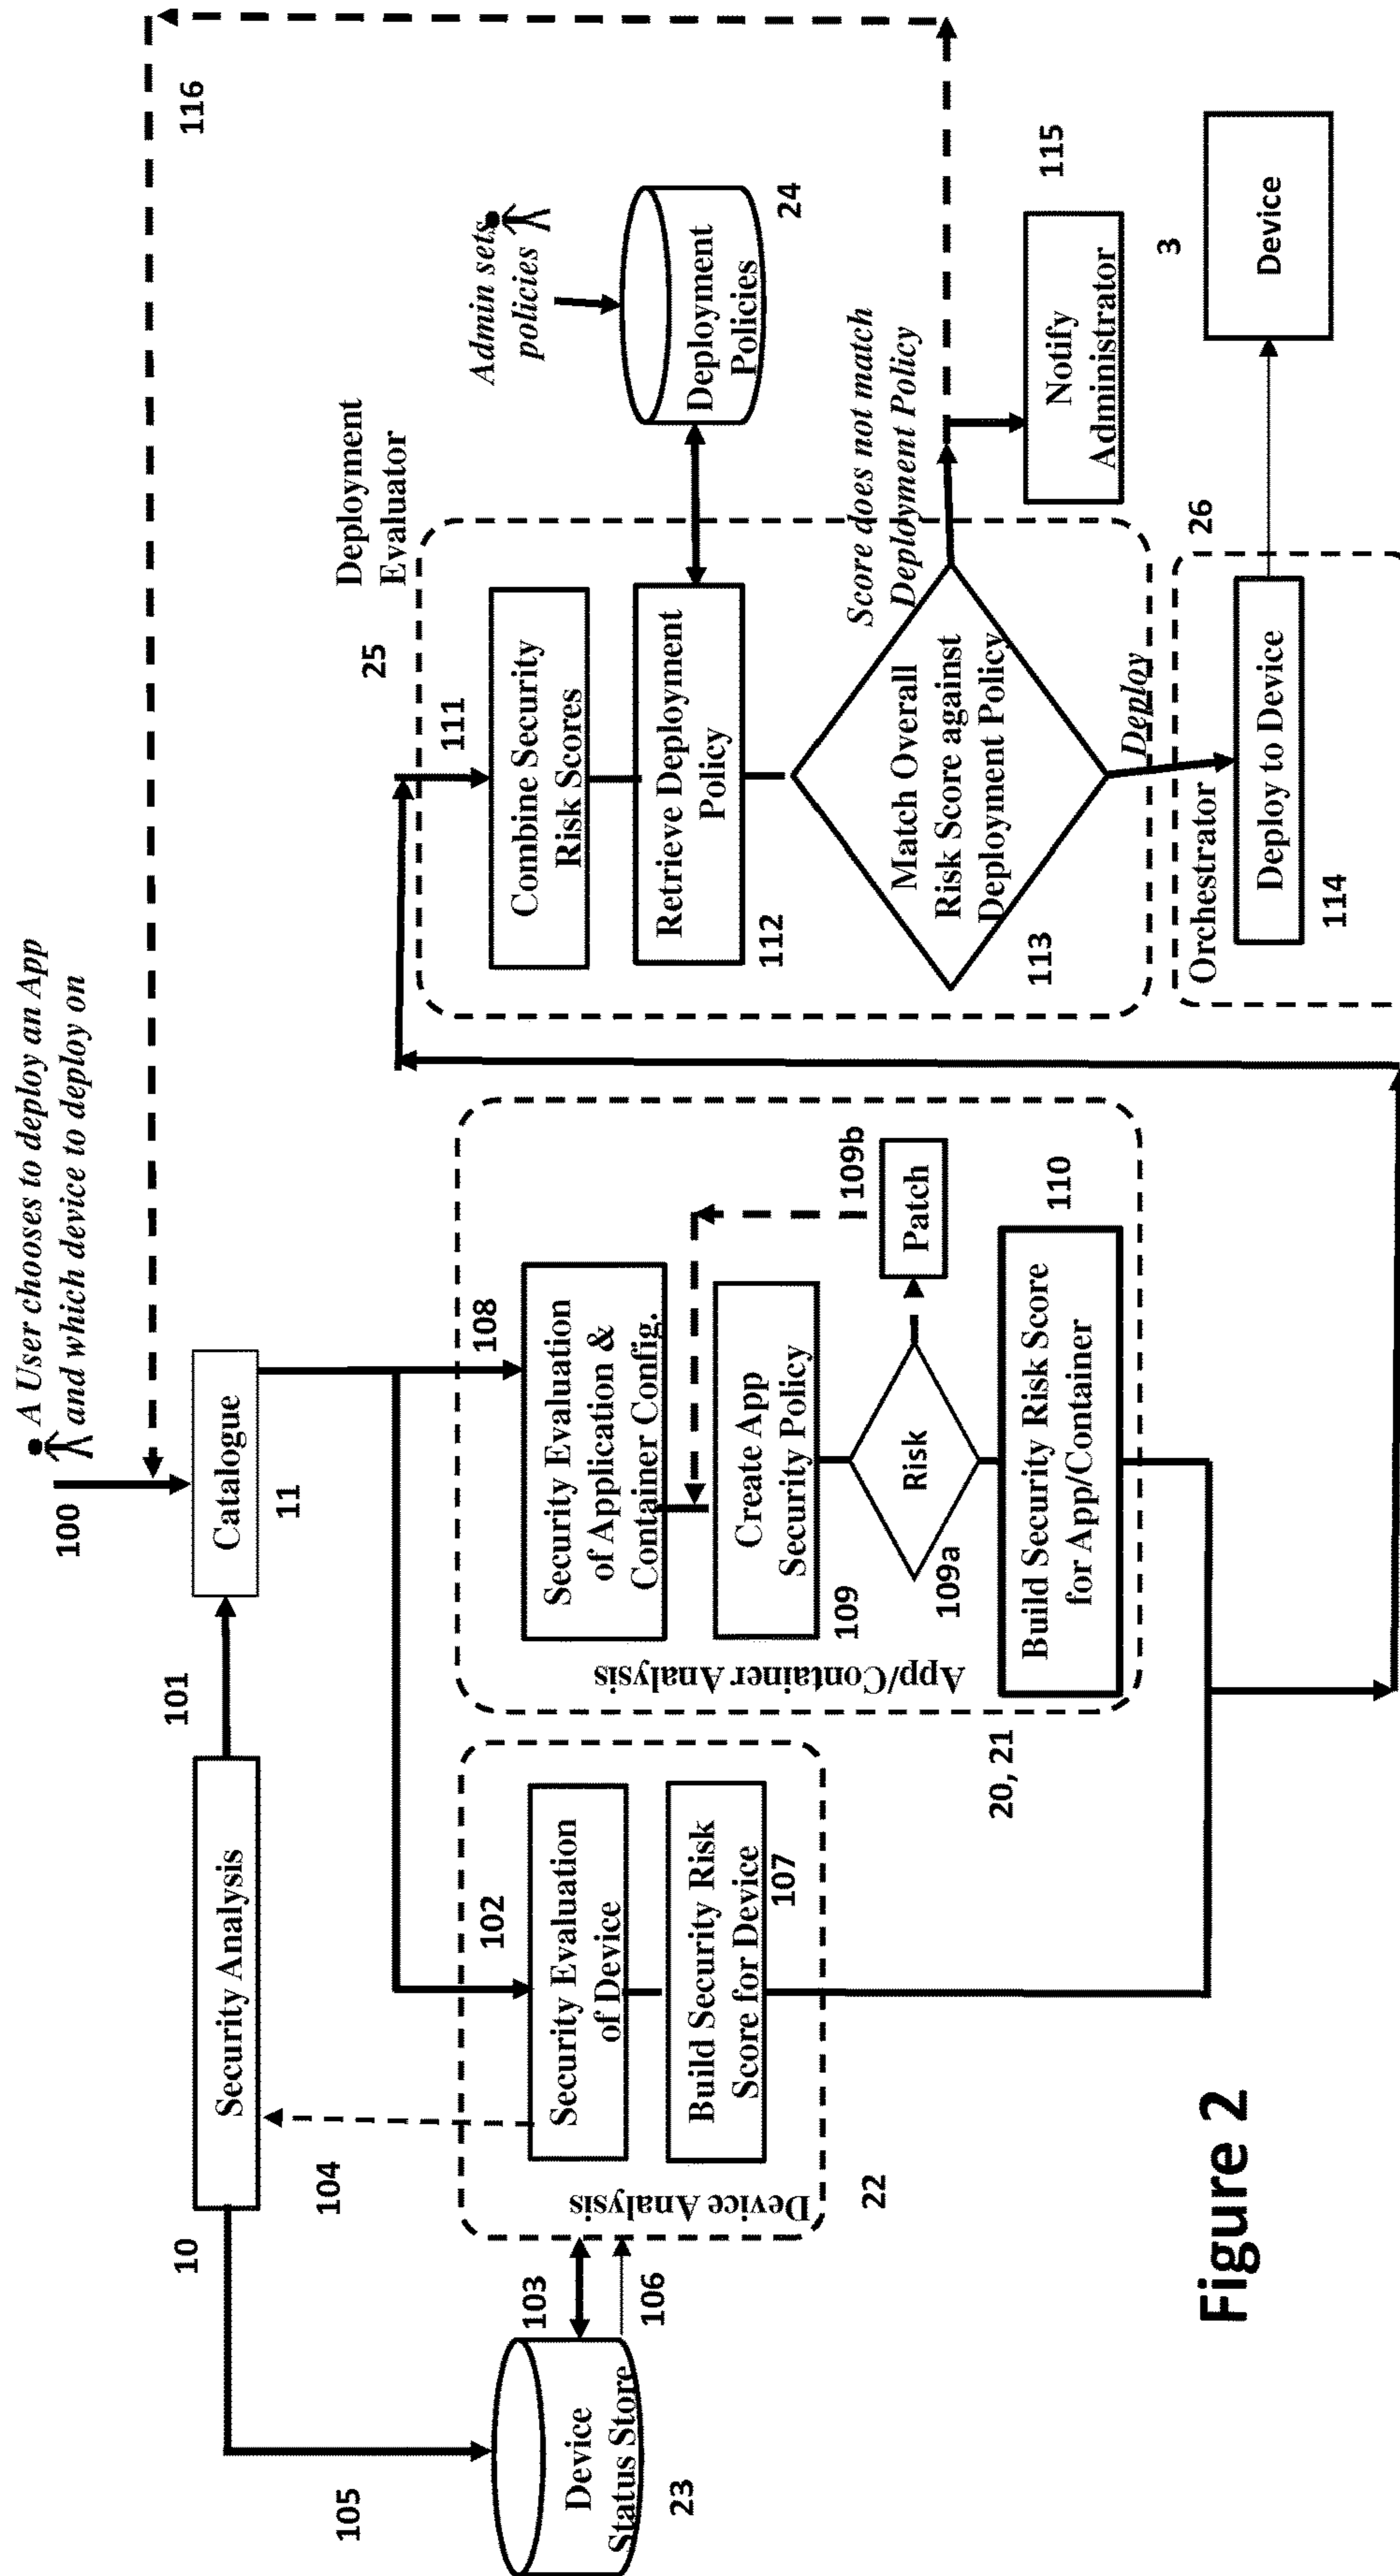 A User chooses to deploy an App
and which device to deploy on
100
116
10
Security Analysis
101
Catalogue
11
104
105
Device
Status Store
23
103
106
Device Analysis
22
102
Security Evaluation
of Device
Build Security Risk
Score for Device
107
App/Container Analysis
20, 21
108
Security Evaluation
of Application &
Container Config.
Create App
Security Policy
109
Risk
109a
Patch
109b
Build Security Risk Score
for App/Container
110
Deployment
Evaluator
25
111
Combine Security
Risk Scores
Retrieve Deployment
Policy
112
Admin sets
policies
Deployment
Policies
24
Match Overall
Risk Score against
Deployment Policy
113
Score does not match
Deployment Policy
Notify
Administrator
115
Deploy
Orchestrator
26
Deploy to Device
114
Device
3
Figure 2